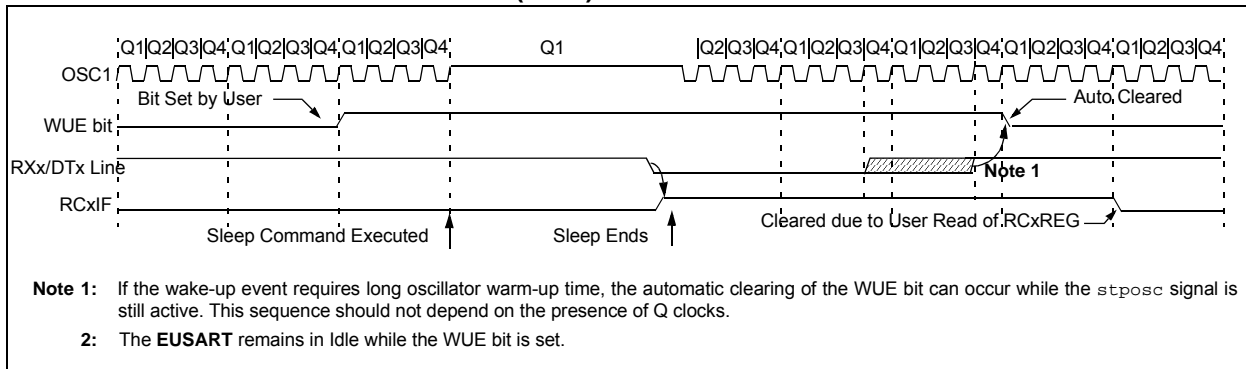 Q1 Q2 Q3 Q4 Q1 Q2 Q3 Q4 Q1 Q2 Q3 Q4 Q1 Q2 Q3 Q4 Q1 Q2 Q3 Q4 Q1 Q2 Q3 Q4 Q1 Q2 Q3 Q4 Q1 Q2 Q3 Q4
OSC1
Bit Set by User
Auto Cleared
WUE bit
RXx/DTx Line
Note 1
RCxIF
Cleared due to User Read of RCxREG
Sleep Command Executed
Sleep Ends
Note 1: If the wake-up event requires long oscillator warm-up time, the automatic clearing of the WUE bit can occur while the stposc signal is
still active. This sequence should not depend on the presence of Q clocks.
2: The EUSART remains in Idle while the WUE bit is set.